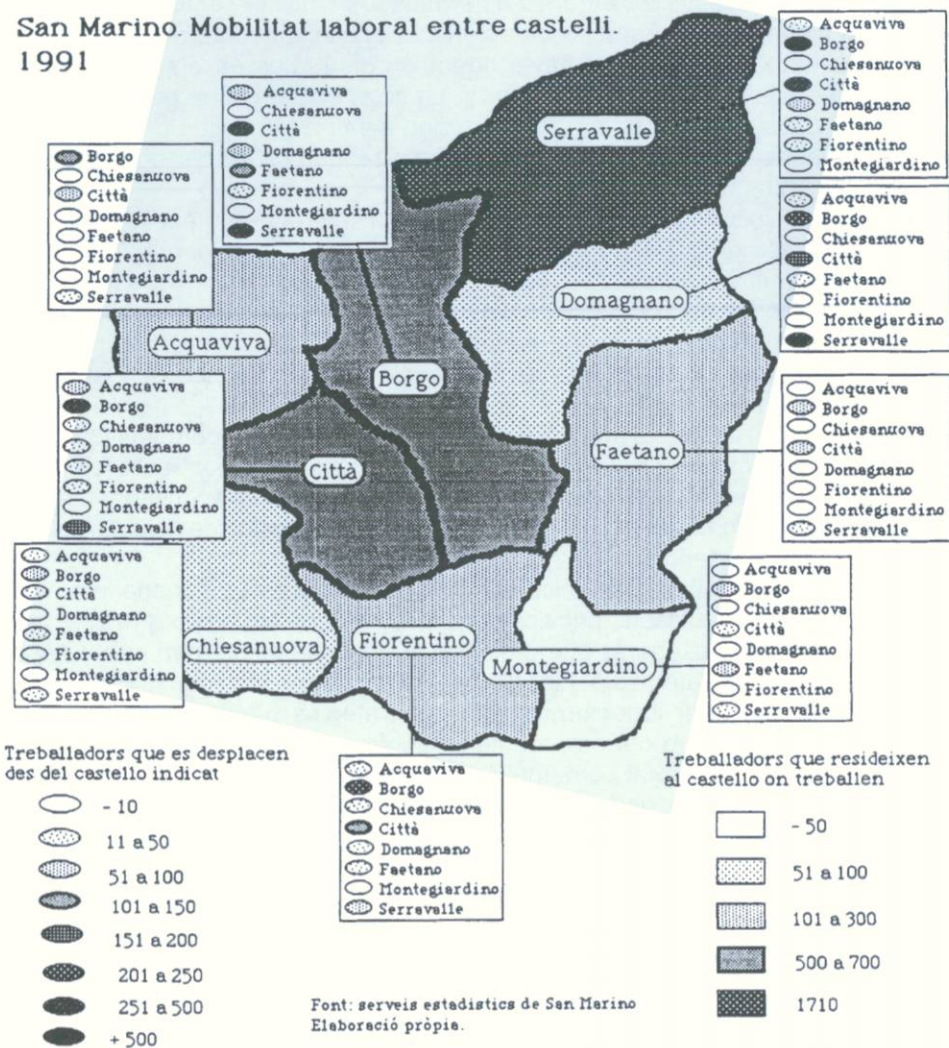 San Marino. Mobilitat laboral entre castelli.
1991
Acquaviva
Chiesanuova
Città
Domagnano
Faetano
Fiorentino
Montegiardino
Serravalle
Acquaviva
Borgo
Chiesanuova
Città
Domagnano
Faetano
Fiorentino
Montegiardino
Serravalle
Borgo
Chiesanuova
Città
Domagnano
Faetano
Fiorentino
Montegiardino
Serravalle
Acquaviva
Borgo
Chiesanuova
Città
Faetano
Fiorentino
Montegiardino
Serravalle
Domagnano
Acquaviva
Borgo
Acquaviva
Borgo
Chiesanuova
Domagnano
Faetano
Fiorentino
Montegiardino
Serravalle
Città
Acquaviva
Borgo
Chiesanuova
Città
Domagnano
Fiorentino
Montegiardino
Serravalle
Faetano
Acquaviva
Borgo
Città
Domagnano
Faetano
Fiorentino
Montegiardino
Serravalle
Chiesanuova
Fiorentino
Montegiardino
Acquaviva
Borgo
Chiesanuova
Città
Domagnano
Faetano
Fiorentino
Serravalle
Treballadors que es desplacen
des del castello indicat
- 10
11 a 50
51 a 100
101 a 150
151 a 200
201 a 250
251 a 500
+ 500
Acquaviva
Borgo
Chiesanuova
Città
Domagnano
Faetano
Montegiardino
Serravalle
Treballadors que resideixen
al castello on treballen
- 50
51 a 100
101 a 300
500 a 700
1710
Font: serveis estadistics de San Marino
Elaboració pròpia.